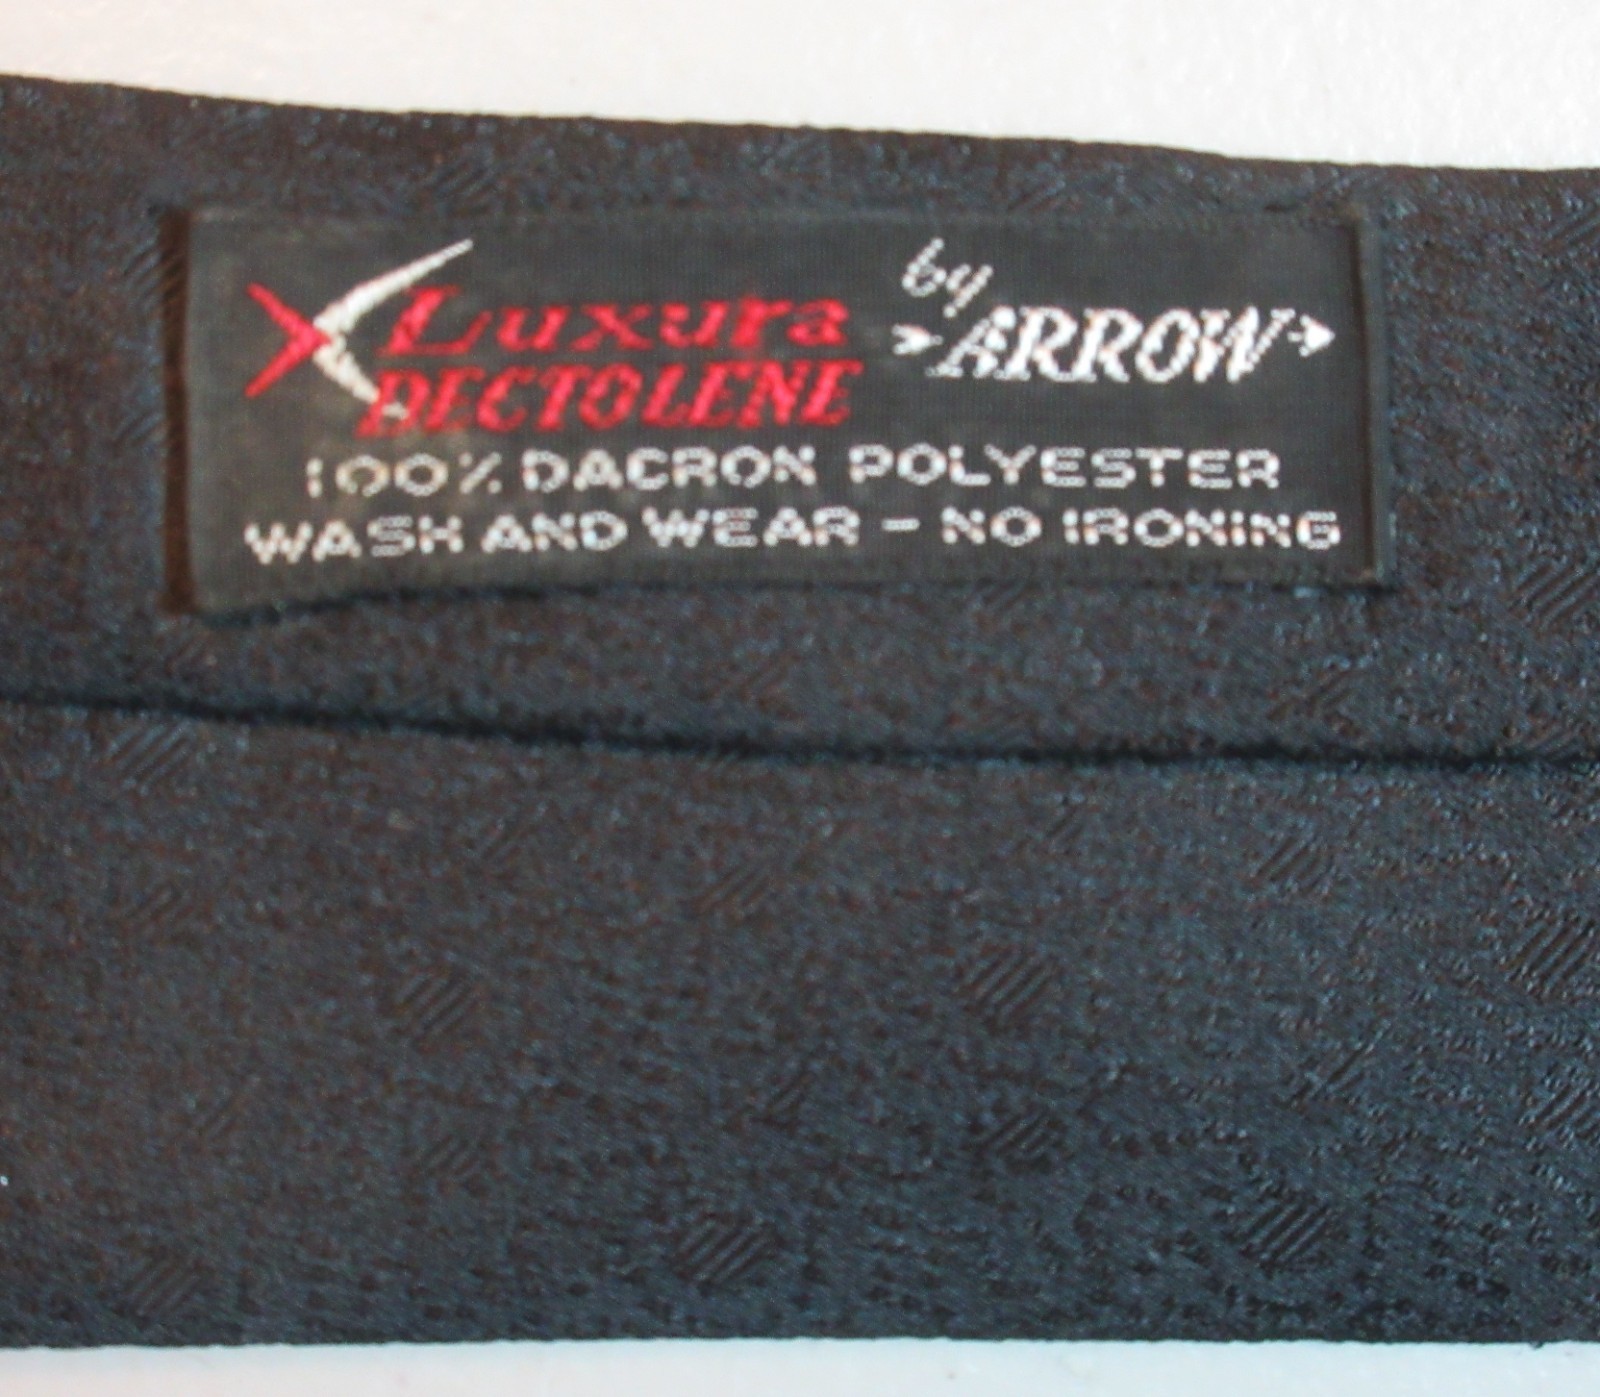 Luxura by
DECTOLENE ARROW
100% DACRON POLYESTER
WASH AND WEAR - NO IRONING